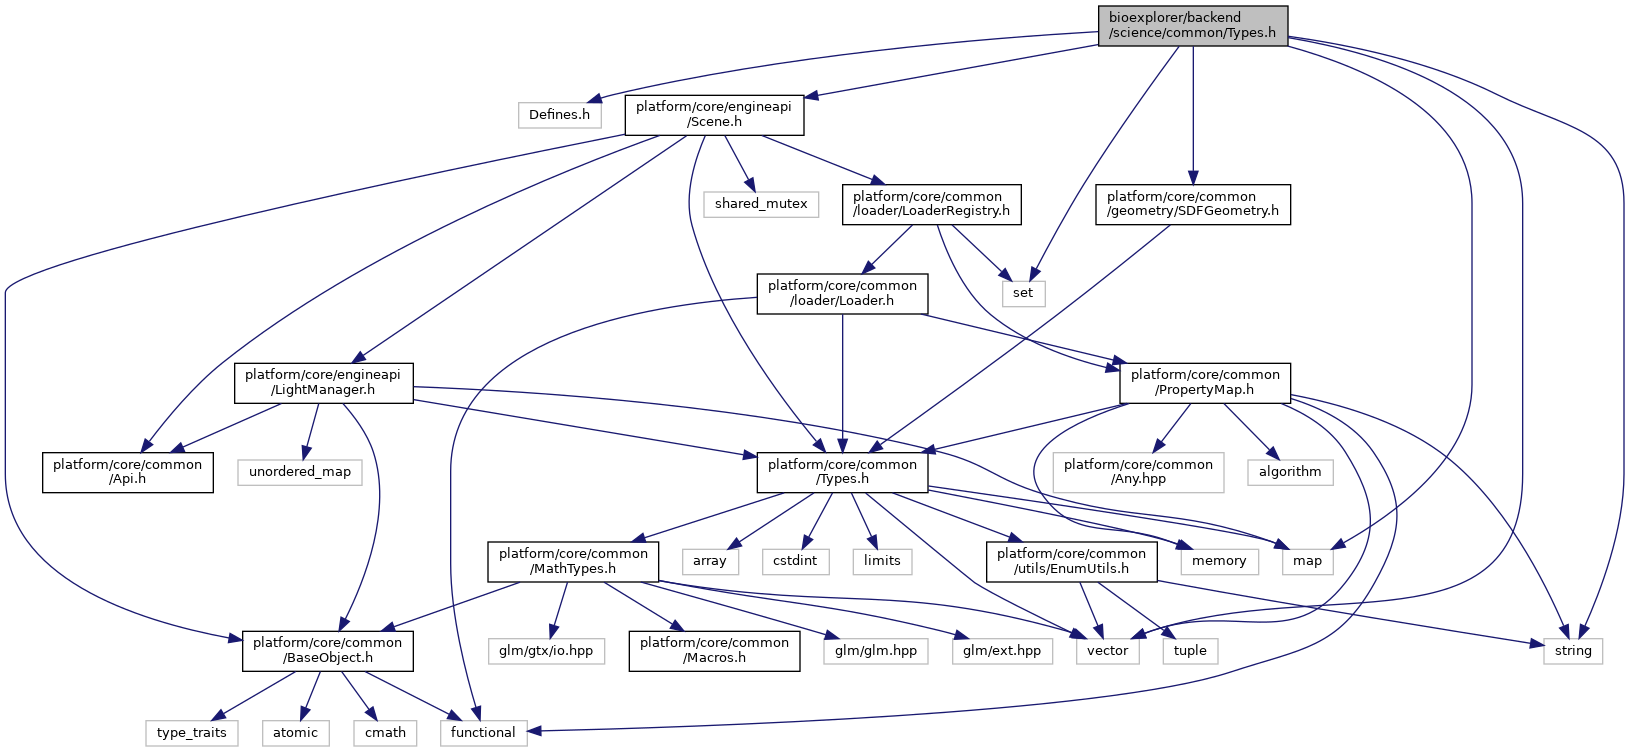 bioexplorer/backend
/science/common/Types.h
Defines.h
platform/core/engineapi
/Scene.h
shared_mutex
platform/core/common
/loader/LoaderRegistry.h
platform/core/common
/geometry/SDFGeometry.h
platform/core/common
/loader/Loader.h
set
platform/core/engineapi
/LightManager.h
platform/core/common
/PropertyMap.h
platform/core/common
/Api.h
unordered_map
platform/core/common
/Types.h
platform/core/common
/Any.hpp
algorithm
platform/core/common
/MathTypes.h
array
cstdint
limits
platform/core/common
/utils/EnumUtils.h
memory
map
platform/core/common
/BaseObject.h
glm/gtx/io.hpp
platform/core/common
/Macros.h
glm/glm.hpp
glm/ext.hpp
vector
tuple
string
type_traits
atomic
cmath
functional